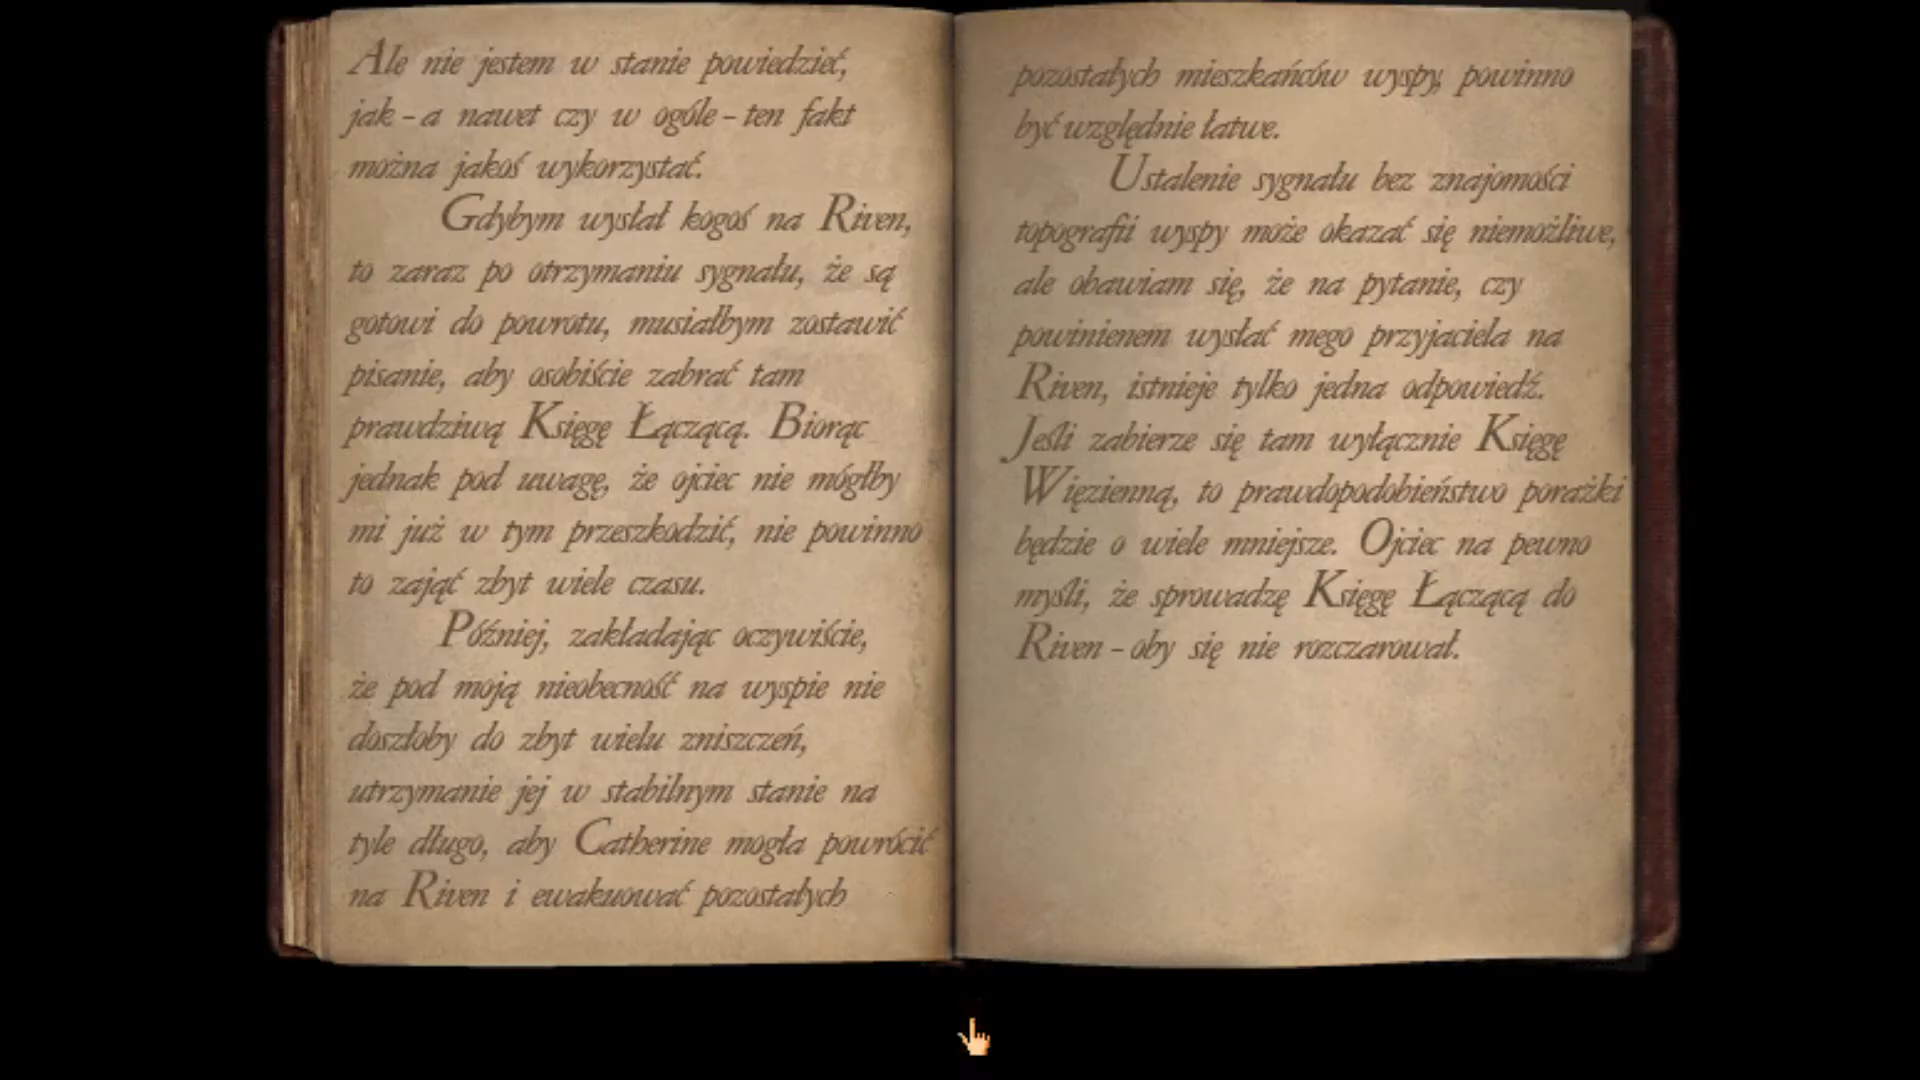 Ale nie jestem w stanie powiedzieć,
jak - a nawet czy w ogóle - ten fakt
można jakoś wykorzystać.
Gdybym wysłał kogoś na Riven,
to zaraz po otrzymaniu sygnału, że są
gotowi do powrotu, musiałbym zostawić
pisanie, aby osobiście zabrać tam
prawdziwą Księgę Łączącą. Biorąc
jednak pod uwagę, że ojciec nie mógłby
mi już w tym przeszkodzić, nie powinno
to zająć zbyt wiele czasu.
Później, zakładając oczywiście,
że pod moją nieobecność na wyspie nie
doszłoby do zbyt wielu zniszczeń,
utrzymanie jej w stabilnym stanie na
tyle długo, aby Catherine mogła powrócić
na Riven i ewakuować pozostałych
pozostałych mieszkańców wyspy, powinno
być względnie łatwe.
Ustalenie sygnału bez znajomości
topografii wyspy może okazać się niemożliwe,
ale obawiam się, że na pytanie, czy
powinienem wysłać mego przyjaciela na
Riven, istnieje tylko jedna odpowiedź.
Jeśli zabierze się tam wyłącznie Księgę
Więzienną, to prawdopodobieństwo porażki
będzie o wiele mniejsze. Ojciec na pewno
myśli, że sprowadzę Księgę Łączącą do
Riven - oby się nie rozczarował.